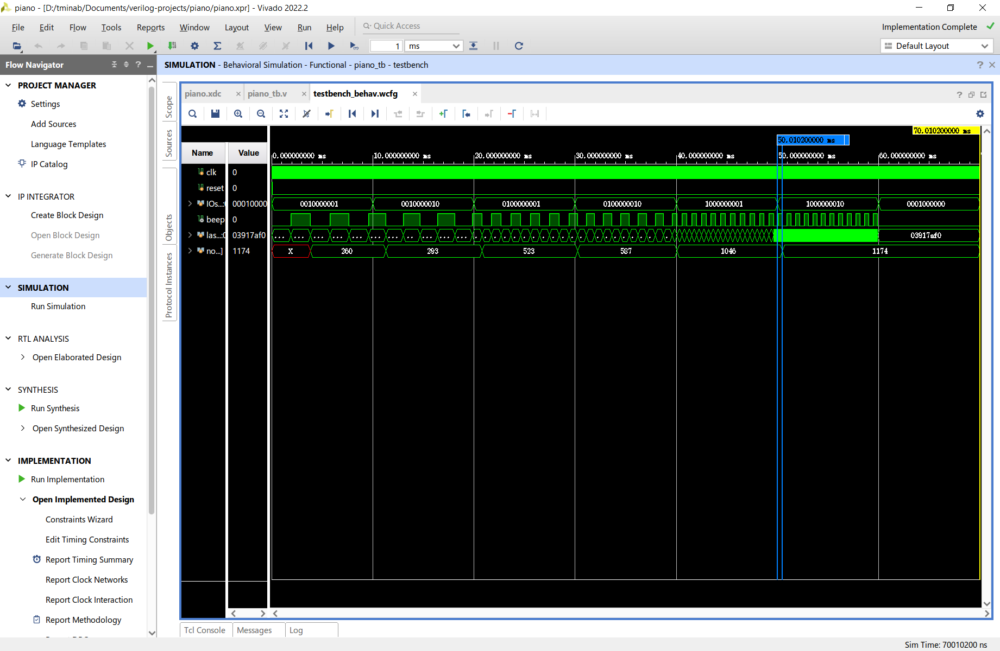 piano - [D:/tminab/Documents/verilog-projects/piano/piano.xpr] - Vivado 2022.2
File Edit Flow Tools Reports Window Layout View Run Help Quick Access Implementation Complete
1 ms Default Layout
Flow Navigator
SIMULATION - Behavioral Simulation - Functional - piano_tb - testbench
PROJECT MANAGER
Settings
Add Sources
Language Templates
IP Catalog
IP INTEGRATOR
Create Block Design
Open Block Design
Generate Block Design
SIMULATION
Run Simulation
RTL ANALYSIS
Open Elaborated Design
SYNTHESIS
Run Synthesis
Open Synthesized Design
IMPLEMENTATION
Run Implementation
Open Implemented Design
Constraints Wizard
Edit Timing Constraints
Report Timing Summary
Report Clock Networks
Report Clock Interaction
Report Methodology
Scope
Sources
Objects
Protocol Instances
piano.xdc piano_tb.v testbench_behav.wcfg
70.010200000 ms
50.010200000 ms
Name Value 0.000000000 ms 10.000000000 ms 20.000000000 ms 30.000000000 ms 40.000000000 ms 50.000000000 ms 60.000000000 ms
clk 0
reset 0
IOs...: 00010000 0010000001 0010000010 0100000001 0100000010 1000000001 1000000010 0001000000
beep 0
las...:0 03917af0 ... ... ... ... ... ... ... ... ... ... ... 03917af0
no...] 1174 X 260 293 523 587 1046 1174
Tcl Console Messages Log
Sim Time: 70010200 ns